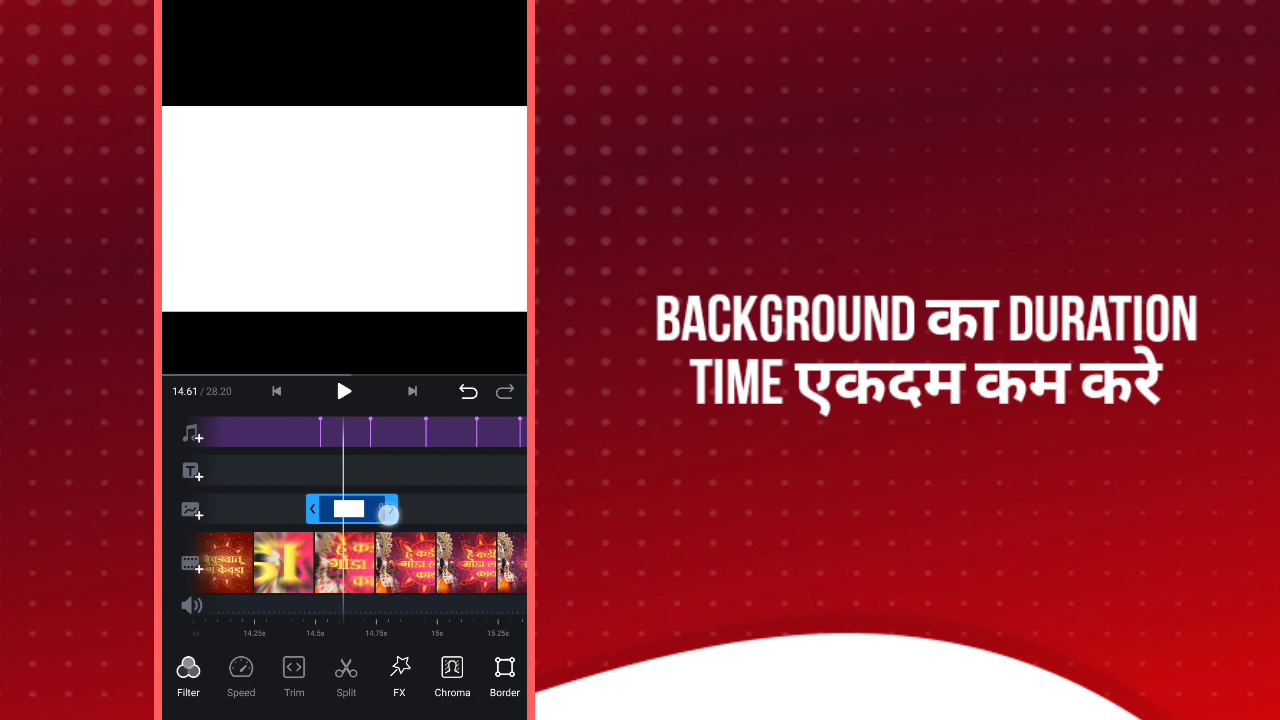 BACKGROUND का DURATION
TIME एकदम कम करे
14.61 / 28.20
T
है कडी
गोंडा ल
काय
14.25s
14.5s
14.75s
15s
15.25s
Filter
Speed
Trim
Split
FX
Chroma
Border